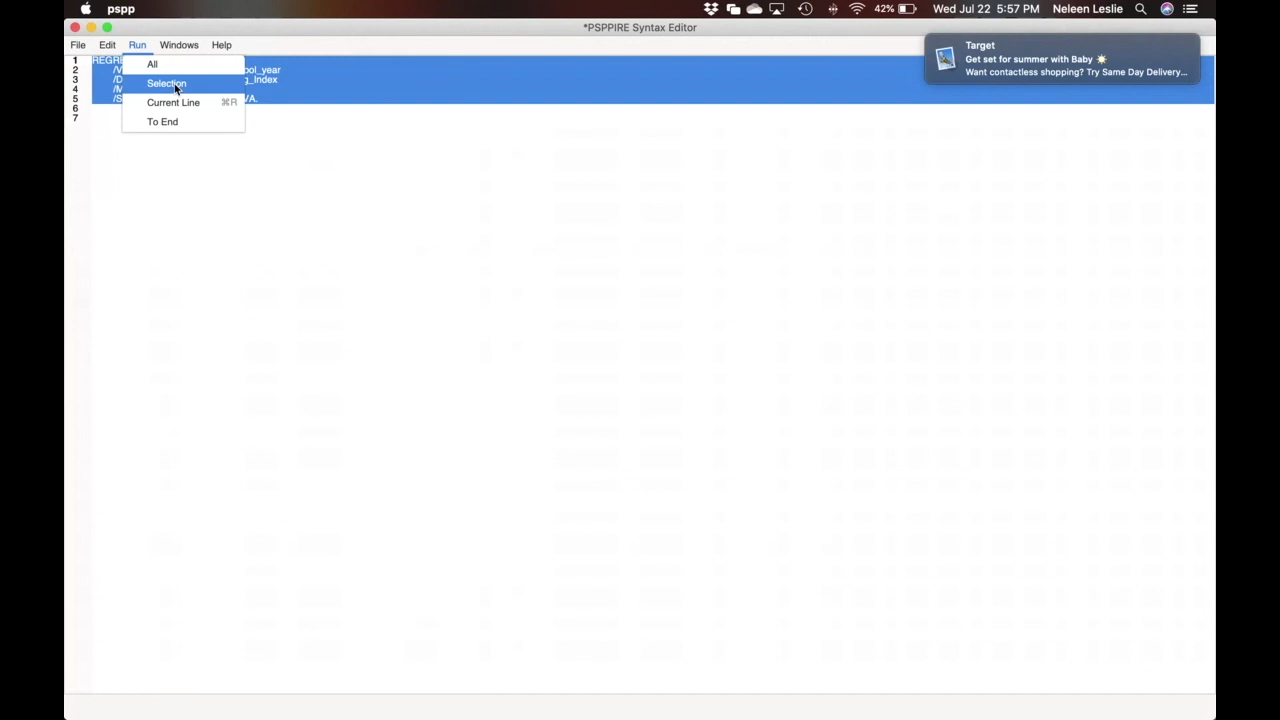 pspp
42%
Wed Jul 22 5:57 PM
Neleen Leslie
*PSPPIRE Syntax Editor
File Edit Run Windows Help
Target
Get set for summer with Baby ☀️
Want contactless shopping? Try Same Day Delivery...
All
Selection
Current Line ⌘R
To End
1
2
3
4
5
6
7